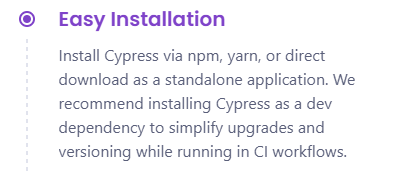 Easy Installation
Install Cypress via npm, yarn, or direct
download as a standalone application. We
recommend installing Cypress as a dev
dependency to simplify upgrades and
versioning while running in CI workflows.